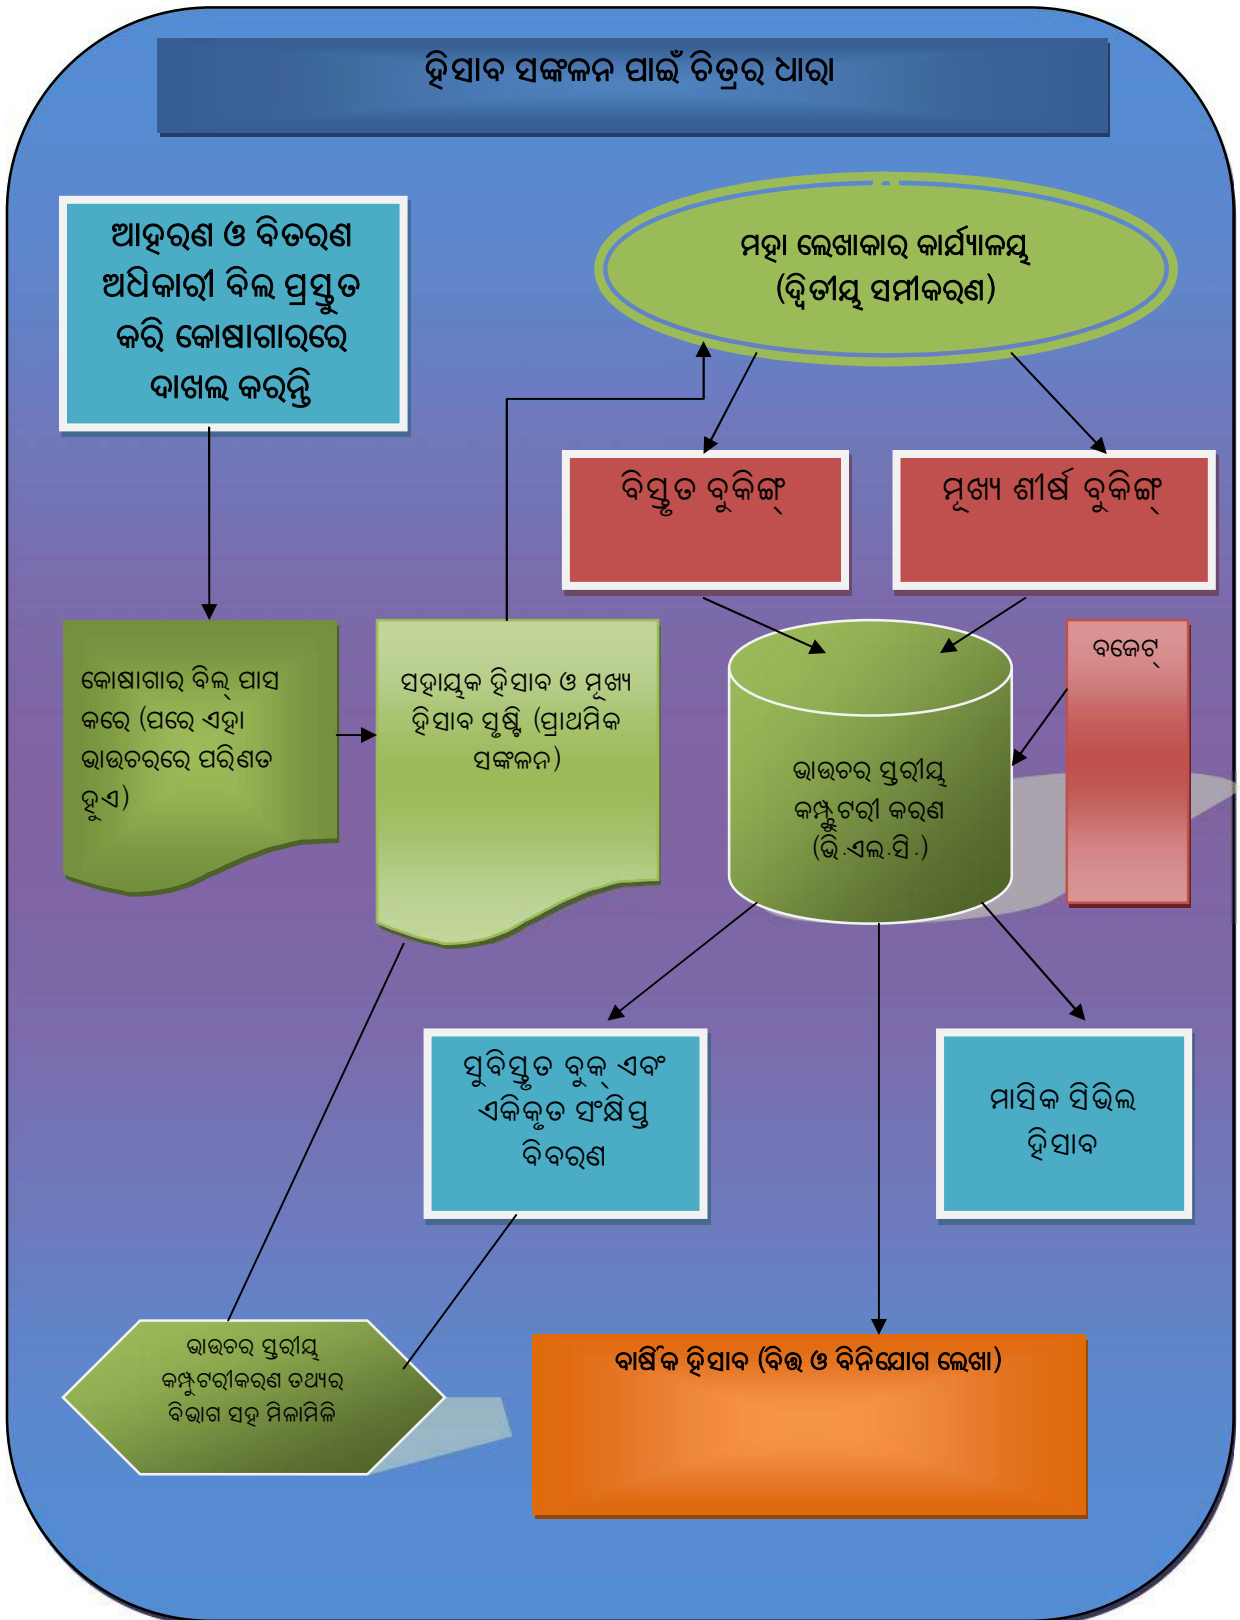 ହିସାବ ସଙ୍କଳନ ପାଇଁ ଚିତ୍ରର ଧାରା
ଆହରଣ ଓ ବିତରଣ
ଅଧିକାରୀ ବିଲ ପ୍ରସ୍ତୁତ
କରି କୋଷାଗାରରେ
ଦାଖଲ କରନ୍ତି
ମହା ଲେଖାକାର କାର୍ଯ୍ୟାଳୟ
(ଦ୍ୱିତୀୟ ସମୀକରଣ)
ବିସ୍ତୃତ ବୁକିଙ୍ଗ୍
ମୂଖ୍ୟ ଶୀର୍ଷ ବୁକିଙ୍ଗ୍
କୋଷାଗାର ବିଲ୍ ପାସ
କରେ (ପରେ ଏହା
ଭାଉଚରରେ ପରିଣତ
ହୁଏ)
ସହାୟକ ହିସାବ ଓ ମୂଖ୍ୟ
ହିସାବ ସୃଷ୍ଟି (ପ୍ରାଥମିକ
ସଙ୍କଳନ)
ଭାଉଚର ସ୍ତରୀୟ
କମ୍ପ୍ୟୁଟରୀ କରଣ
(ଭି.ଏଲ.ସି.)
ବଜେଟ୍
ସୁବିସ୍ତୃତ ବୁକ୍ ଏବଂ
ଏକିକୃତ ସଂକ୍ଷିପ୍ତ
ବିବରଣ
ମାସିକ ସିଭିଲ
ହିସାବ
ଭାଉଚର ସ୍ତରୀୟ
କମ୍ପୁଟରୀକରଣ ତଥ୍ୟର
ବିଭାଗ ସହ ମିଳାମିଳି
ବାର୍ଷିକ ହିସାବ (ବିତ୍ତ ଓ ବିନିଯୋଗ ଲେଖା)